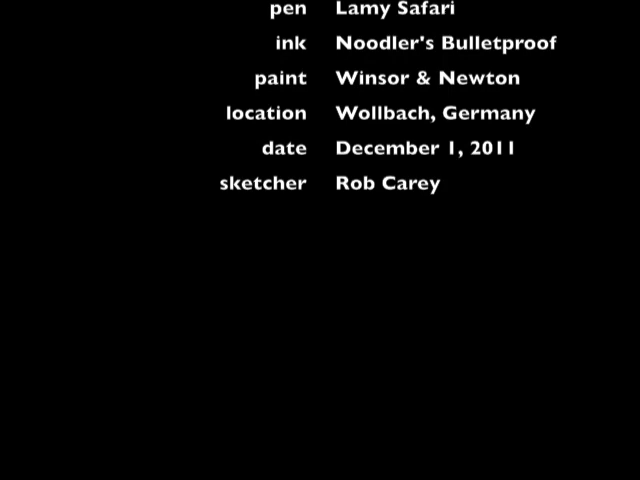 pen Lamy Safari
ink Noodler's Bulletproof
paint Winsor & Newton
location Wollbach, Germany
date December 1, 2011
sketcher Rob Carey